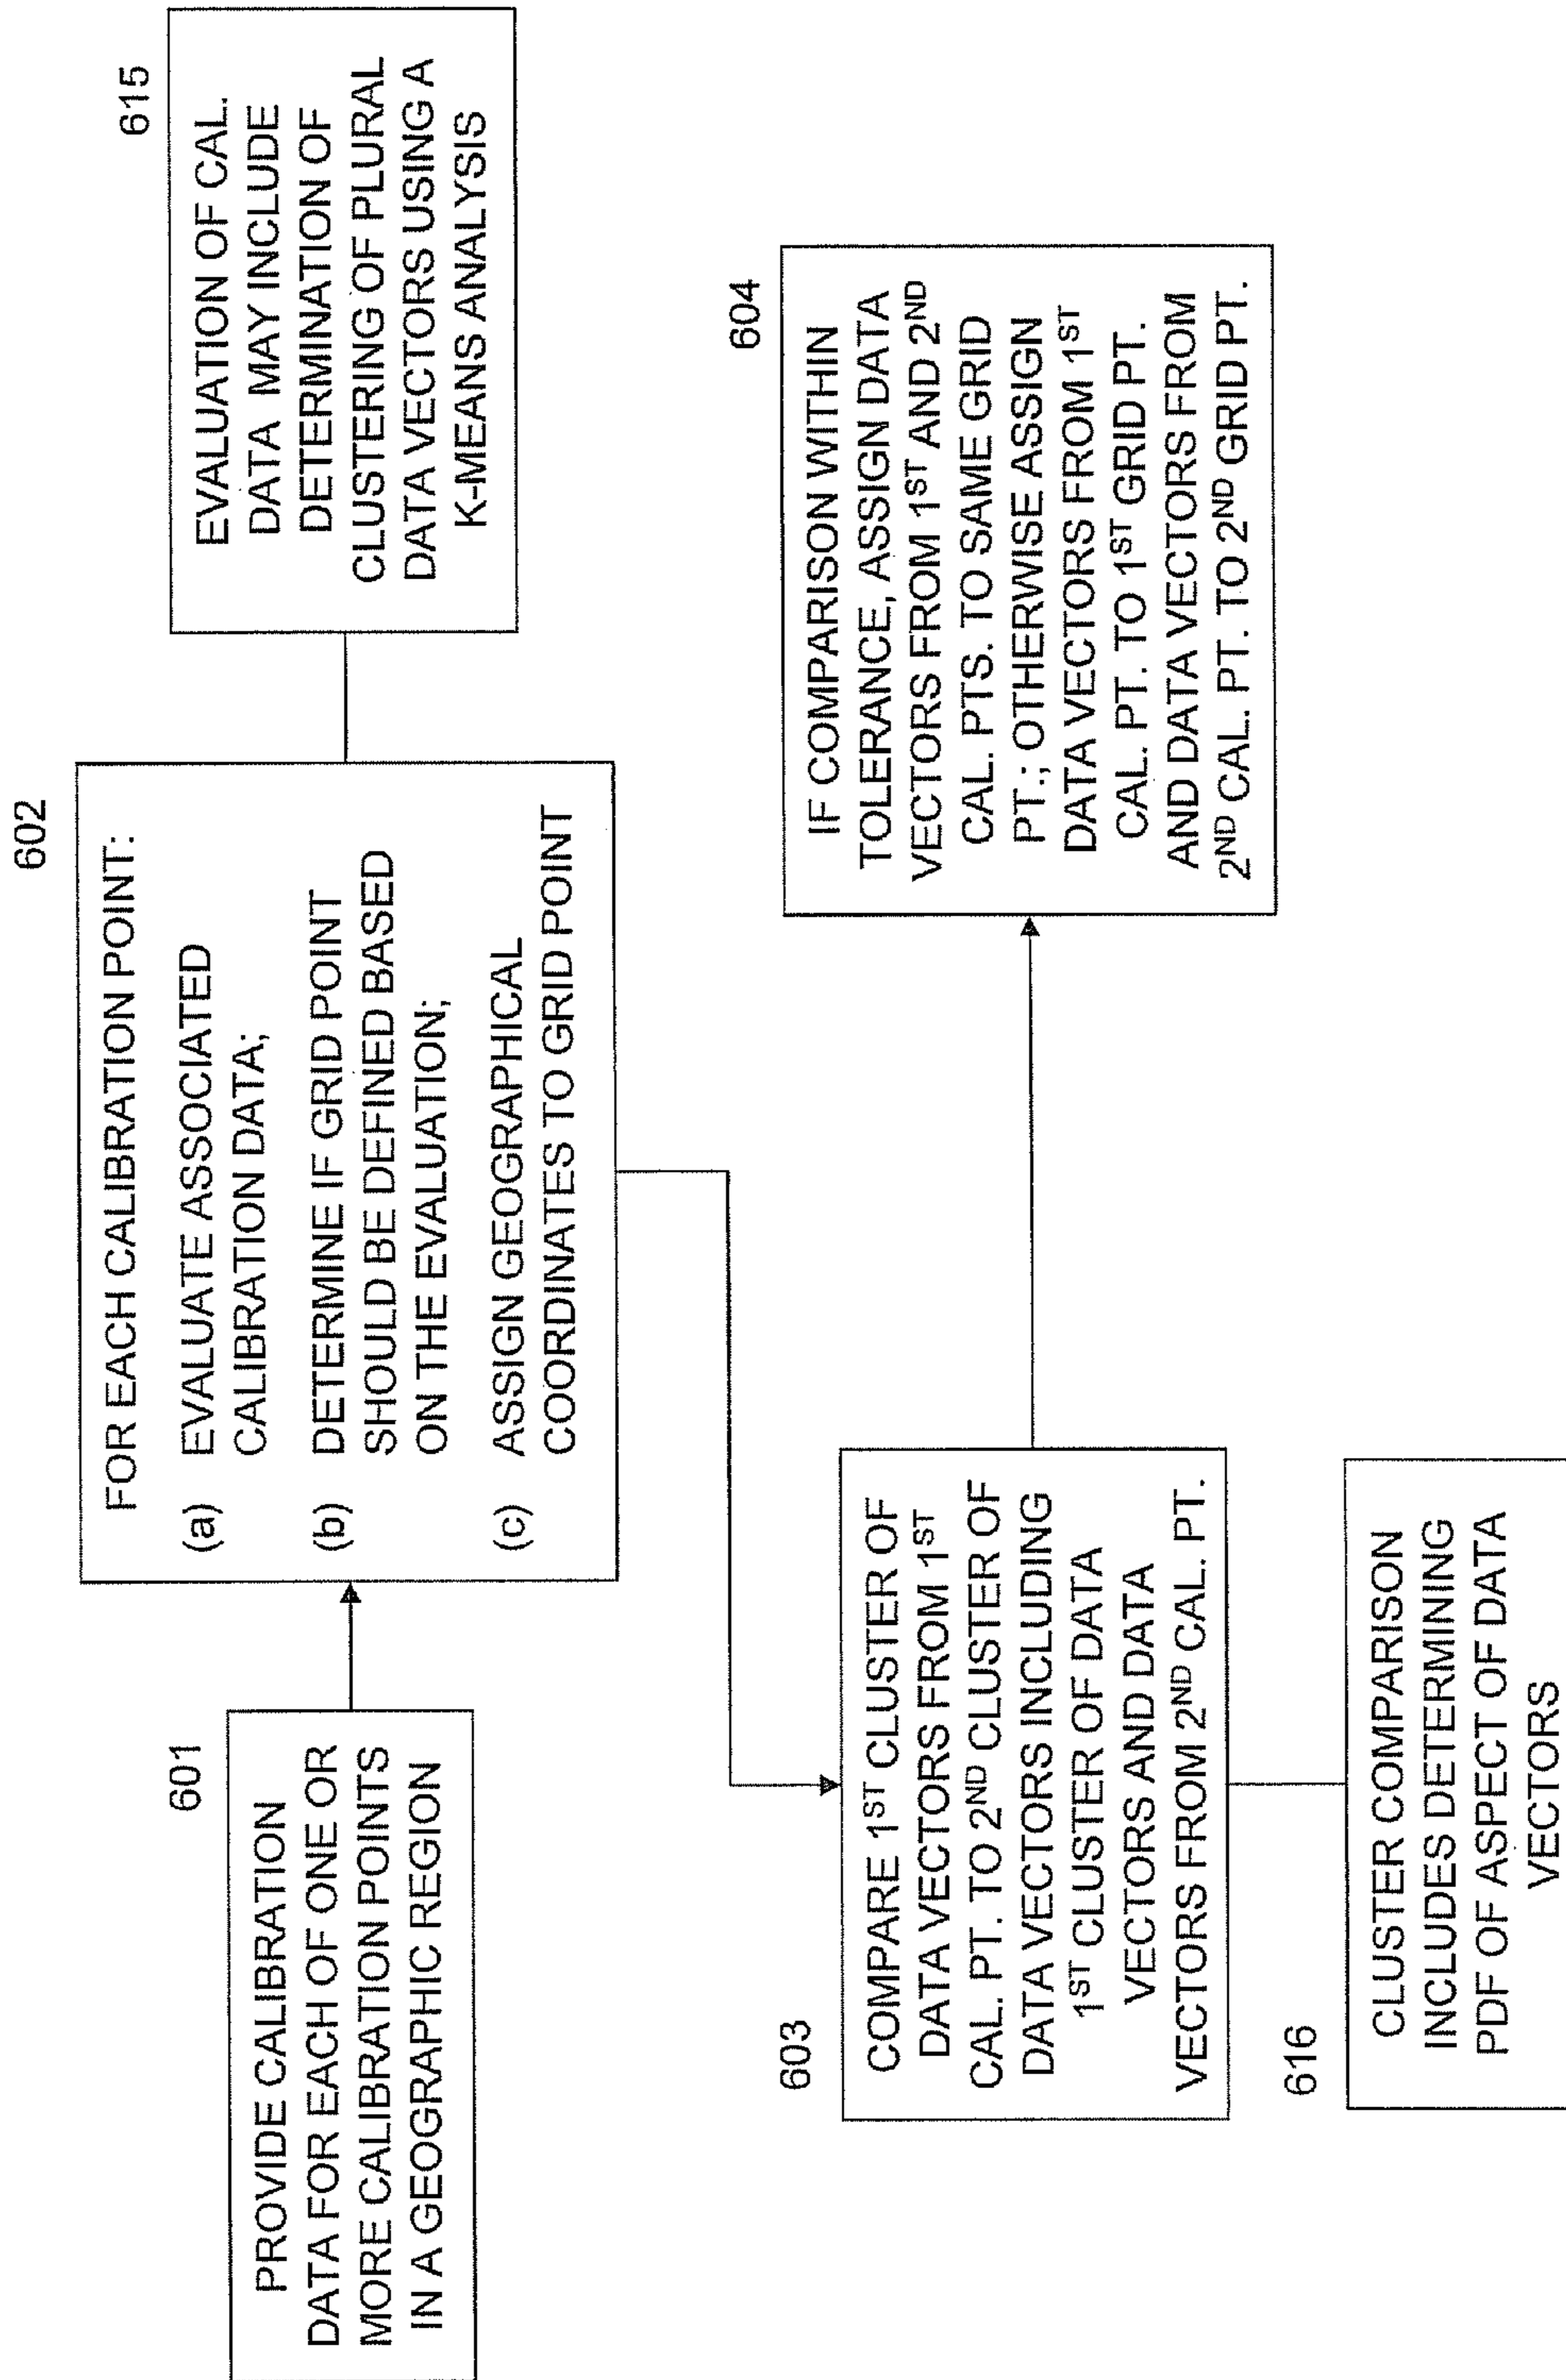 601
PROVIDE CALIBRATION
DATA FOR EACH OF ONE OR
MORE CALIBRATION POINTS
IN A GEOGRAPHIC REGION
602
FOR EACH CALIBRATION POINT:
(a) EVALUATE ASSOCIATED
CALIBRATION DATA;
(b) DETERMINE IF GRID POINT
SHOULD BE DEFINED BASED
ON THE EVALUATION;
(c) ASSIGN GEOGRAPHICAL
COORDINATES TO GRID POINT
615
EVALUATION OF CAL.
DATA MAY INCLUDE
DETERMINATION OF
CLUSTERING OF PLURAL
DATA VECTORS USING A
K-MEANS ANALYSIS
603
COMPARE 1ST CLUSTER OF
DATA VECTORS FROM 1ST
CAL. PT. TO 2ND CLUSTER OF
DATA VECTORS INCLUDING
1ST CLUSTER OF DATA
VECTORS AND DATA
VECTORS FROM 2ND CAL. PT.
604
IF COMPARISON WITHIN
TOLERANCE, ASSIGN DATA
VECTORS FROM 1ST AND 2ND
CAL. PTS. TO SAME GRID
PT.; OTHERWISE ASSIGN
DATA VECTORS FROM 1ST
CAL. PT. TO 1ST GRID PT.
AND DATA VECTORS FROM
2ND CAL. PT. TO 2ND GRID PT.
616
CLUSTER COMPARISON
INCLUDES DETERMINING
PDF OF ASPECT OF DATA
VECTORS